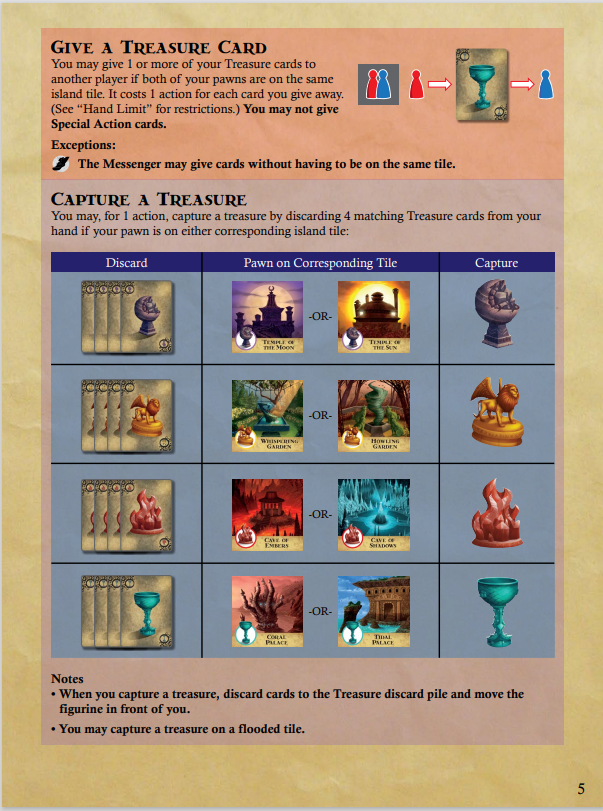 GIVE A TREASURE CARD
You may give 1 or more of your Treasure cards to
another player if both of your pawns are on the same
island tile. It costs 1 action for each card you give away.
(See “Hand Limit” for restrictions.) You may not give
Special Action cards.
Exceptions:
The Messenger may give cards without having to be on the same tile.
CAPTURE A TREASURE
You may, for 1 action, capture a treasure by discarding 4 matching Treasure cards from your
hand if your pawn is on either corresponding island tile:
Discard Pawn on Corresponding Tile Capture
TEMPLE OF
THE MOON
-OR-
TEMPLE OF
THE SUN
WHISPERING
GARDEN
-OR-
HOWLING
GARDEN
CAVE OF
EMBERS
-OR-
CAVE OF
SHADOWS
CORAL
PALACE
-OR-
TIDAL
PALACE
Notes
• When you capture a treasure, discard cards to the Treasure discard pile and move the
figurine in front of you.
• You may capture a treasure on a flooded tile.
5